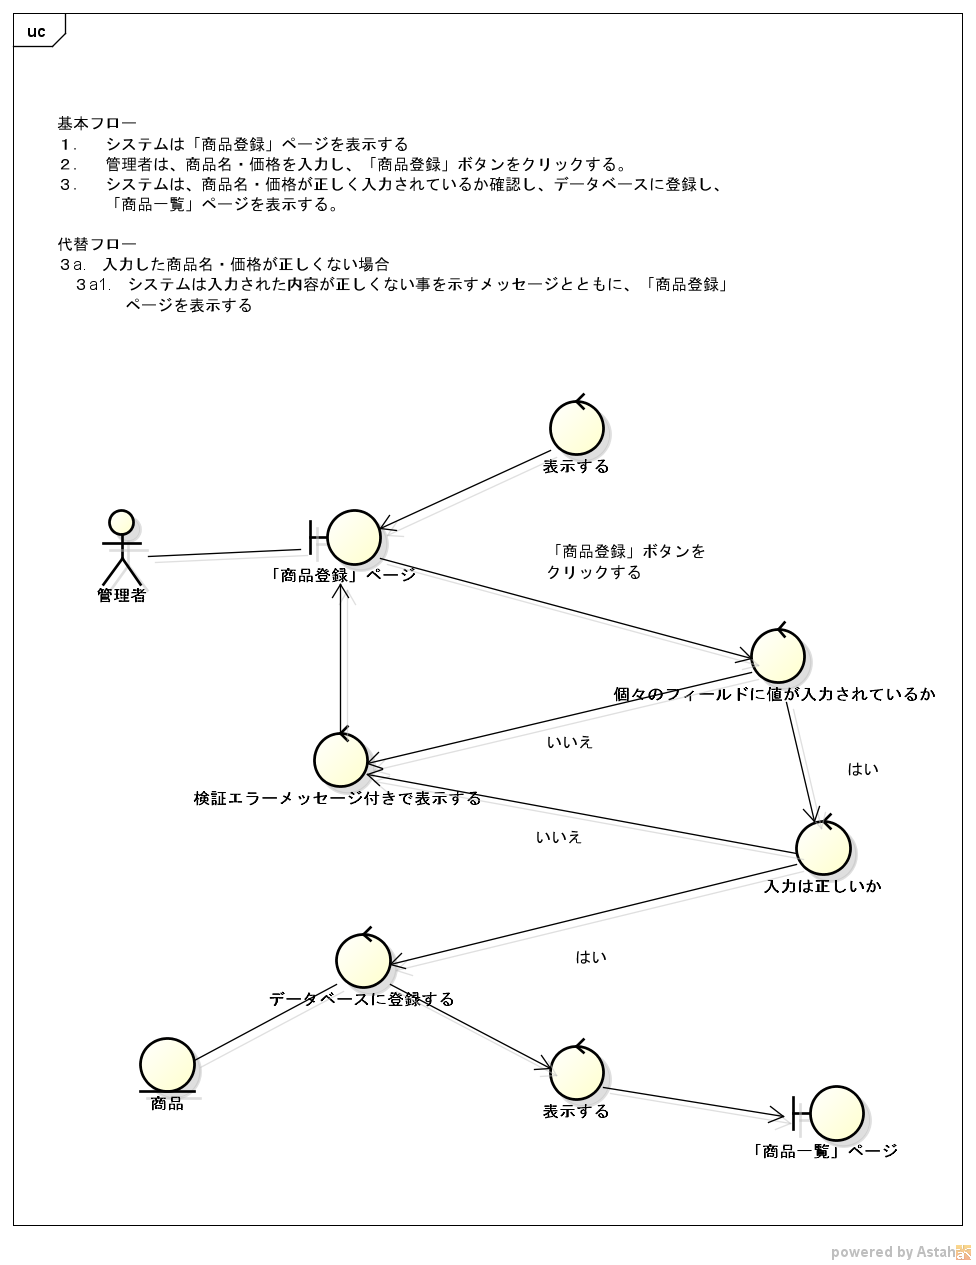 uc
基本フロー
１.　システムは「商品登録」ページを表示する
２.　管理者は、商品名・価格を入力し、「商品登録」ボタンをクリックする。
３.　システムは、商品名・価格が正しく入力されているか確認し、データベースに登録し、
「商品一覧」ページを表示する。
代替フロー
３a.　入力した商品名・価格が正しくない場合
３a1.　システムは入力された内容が正しくない事を示すメッセージとともに、「商品登録」
ページを表示する
表示する
「商品登録」ページ
管理者
「商品登録」ボタンを
クリックする
個々のフィールドに値が入力されているか
いいえ
はい
検証エラーメッセージ付きで表示する
いいえ
入力は正しいか
はい
データベースに登録する
商品
表示する
「商品一覧」ページ
powered by Astah